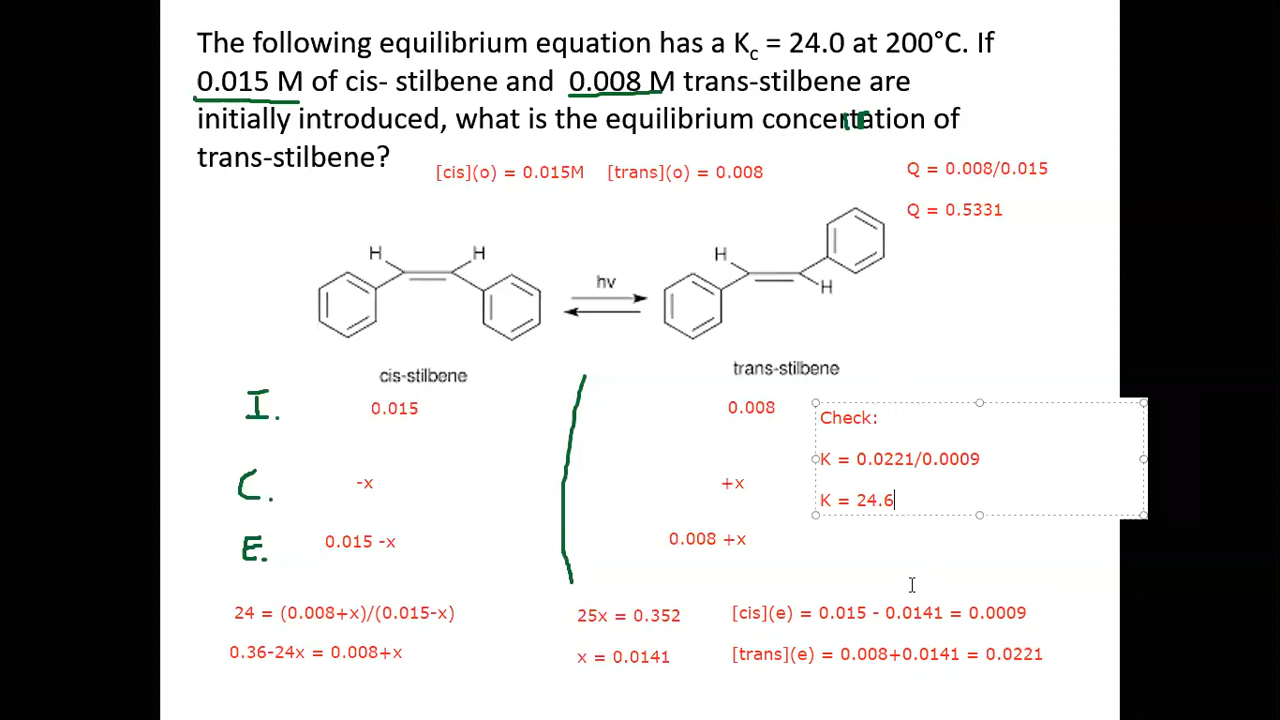 The following equilibrium equation has a Kc = 24.0 at 200°C. If
0.015 M of cis- stilbene and 0.008 M trans-stilbene are
initially introduced, what is the equilibrium concertation of
trans-stilbene?
[cis](o) = 0.015M [trans](o) = 0.008
Q = 0.008/0.015
Q = 0.5331
H H
hv
H
H
cis-stilbene
trans-stilbene
I. 0.015 0.008
Check:
K = 0.0221/0.0009
K = 24.6
C. -x +x
E. 0.015 -x 0.008 +x
24 = (0.008+x)/(0.015-x)
0.36-24x = 0.008+x
25x = 0.352
x = 0.0141
[cis](e) = 0.015 - 0.0141 = 0.0009
[trans](e) = 0.008+0.0141 = 0.0221